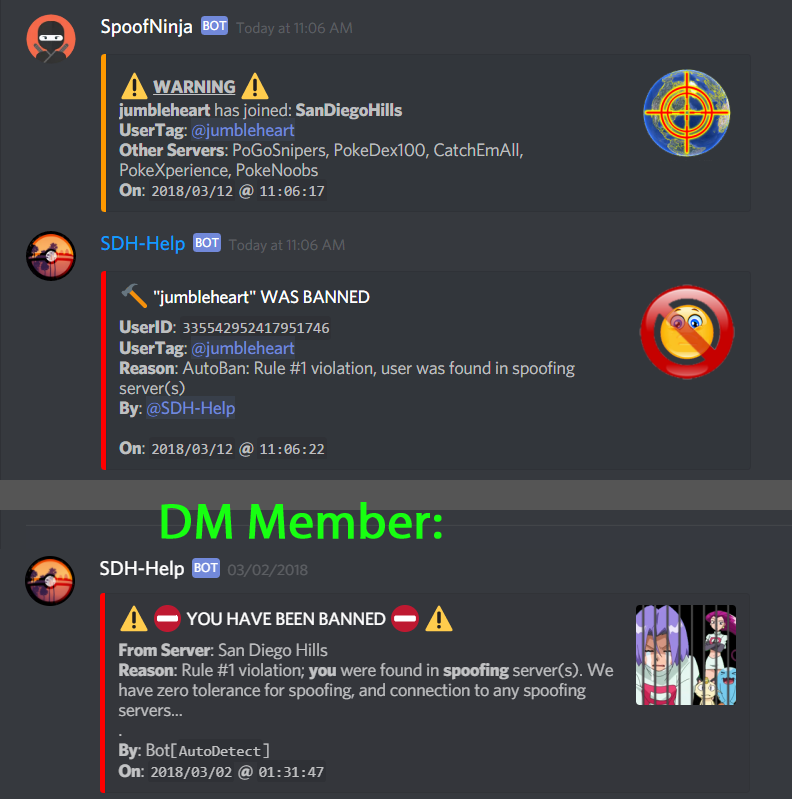 SpoofNinja BOT Today at 11:06 AM
WARNING
jumbleheart has joined: SanDiegoHills
UserTag: @jumbleheart
Other Servers: PoGoSnipers, PokeDex100, CatchEmAll,
PokeXperience, PokeNoobs
On: 2018/03/12 @ 11:06:17
SDH-Help BOT Today at 11:06 AM
"jumbleheart" WAS BANNED
UserID: 335542952417951746
UserTag: @jumbleheart
Reason: AutoBan: Rule #1 violation, user was found in spoofing
server(s)
By: @SDH-Help
On: 2018/03/12 @ 11:06:22
DM Member:
SDH-Help BOT 03/02/2018
YOU HAVE BEEN BANNED
From Server: San Diego Hills
Reason: Rule #1 violation; you were found in spoofing server(s). We
have zero tolerance for spoofing, and connection to any spoofing
servers...
.
By: Bot[AutoDetect]
On: 2018/03/02 @ 01:31:47